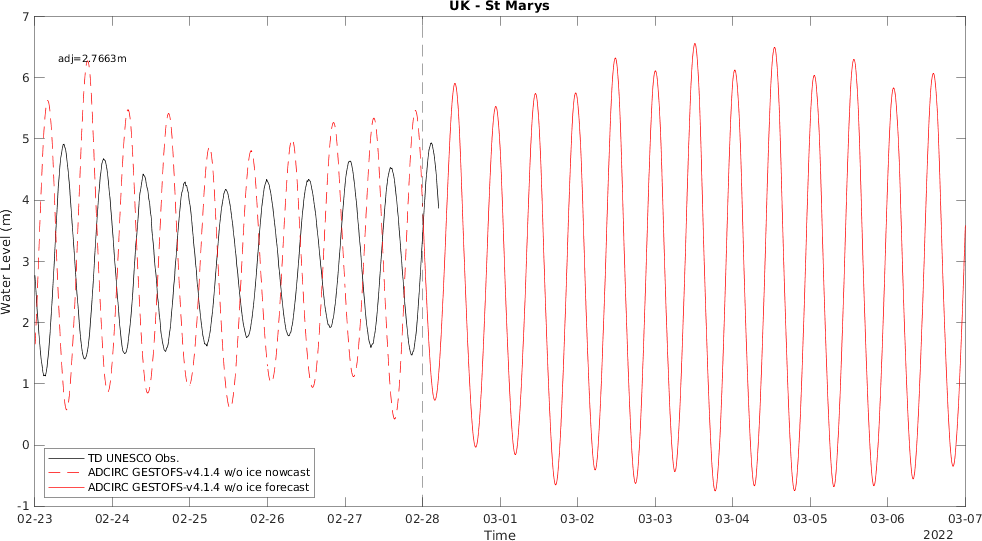 UK - St Marys
adj=2.7663m
7
6
5
4
3
2
1
0
-1
Water Level (m)
TD UNESCO Obs.
ADCIRC GESTOFS-v4.1.4 w/o ice nowcast
ADCIRC GESTOFS-v4.1.4 w/o ice forecast
02-23 02-24 02-25 02-26 02-27 02-28 03-01 03-02 03-03 03-04 03-05 03-06 03-07
Time
2022